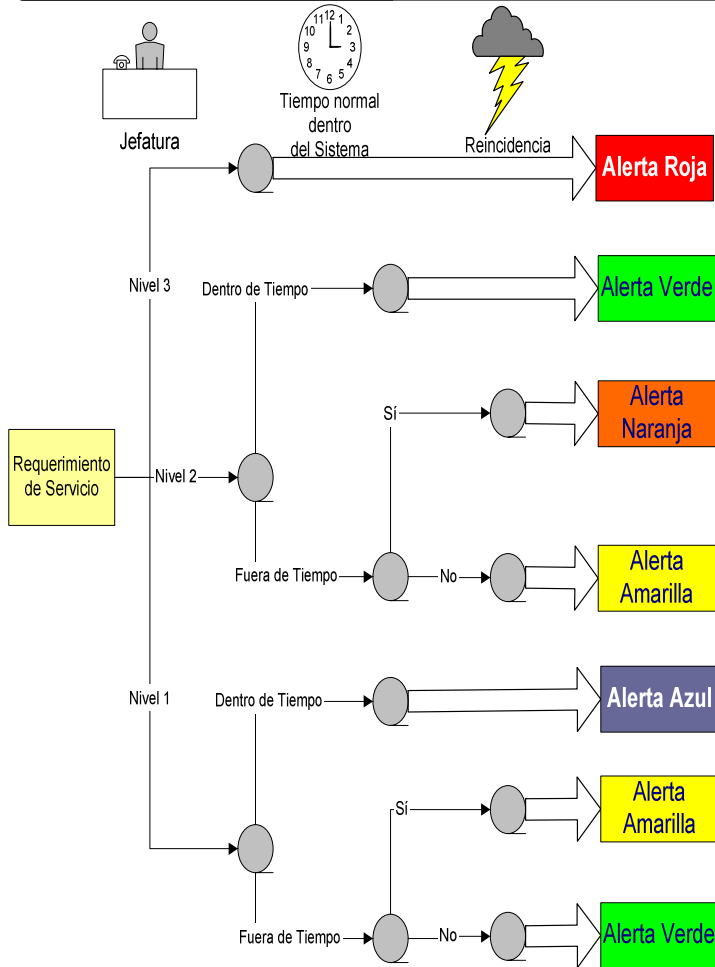 12
11
1
10
2
9
3
8
4
7
5
6
Jefatura
Tiempo normal
dentro
del Sistema
Reincidencia
Alerta Roja
Nivel 3
Dentro de Tiempo
Alerta Verde
Sí
Alerta
Naranja
Requerimiento
de Servicio
Nivel 2
Fuera de Tiempo
No
Alerta
Amarilla
Nivel 1
Dentro de Tiempo
Alerta Azul
Sí
Alerta
Amarilla
Fuera de Tiempo
No
Alerta Verde